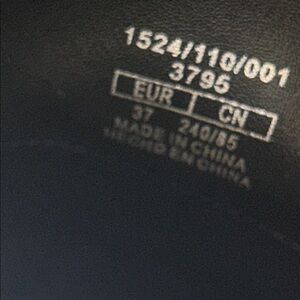 1524/110/001
3795
EUR CN
37 240/85
MADE IN CHINA
HECHO EN CHINA